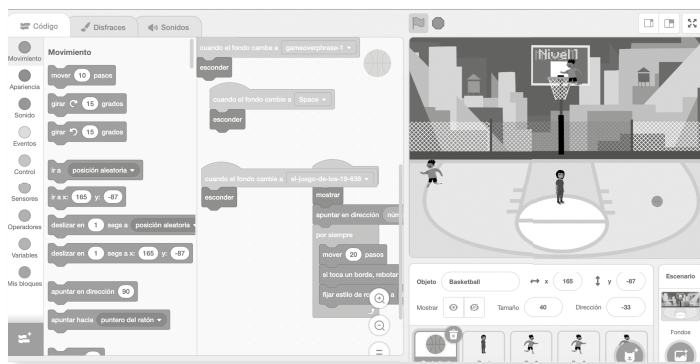 Código
Disfraces
Sonidos
Movimiento
Apariencia
Sonido
Eventos
Control
Sensores
Operadores
Variables
Mis bloques
Movimiento
mover 10 pasos
girar 15 grados
girar 15 grados
ir a posición aleatoria
ir a x: 165 y: -87
deslizar en 1 segs a posición aleatoria
deslizar en 1 segs a x: 165 y: -87
apuntar en dirección 90
apuntar hacia puntero del ratón
cuando el fondo cambie a gameoverphrase-1
esconder
cuando el fondo cambie a Space
esconder
cuando el fondo cambie a el-juego-de-los-19-638
esconder
mostrar
apuntar en dirección
por siempre
mover 20 pasos
si toca un borde, rebotar
fijar estilo de
a
Nivel 1
Objeto Basketball x 165 y -87
Mostrar Tamaño 40 Dirección -33
Escenario
Fondos